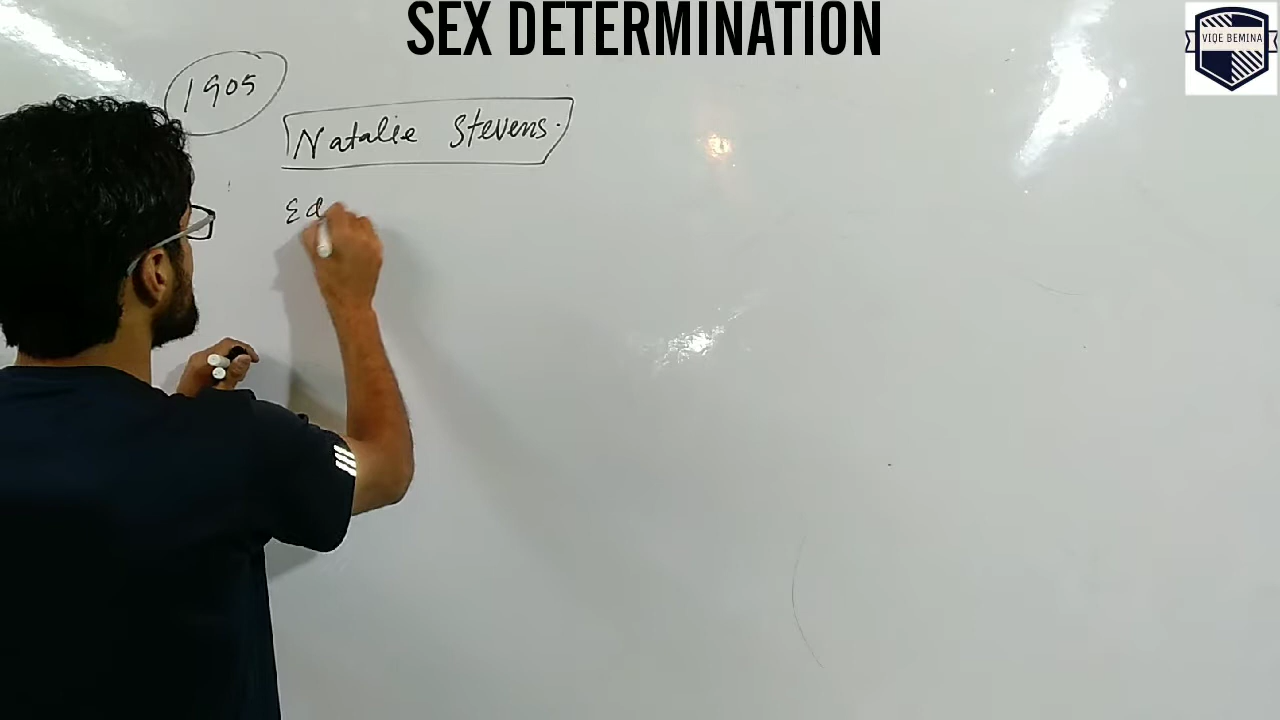 SEX DETERMINATION
VIQE BEMINA
1905
Natalie Stevens.
Ed